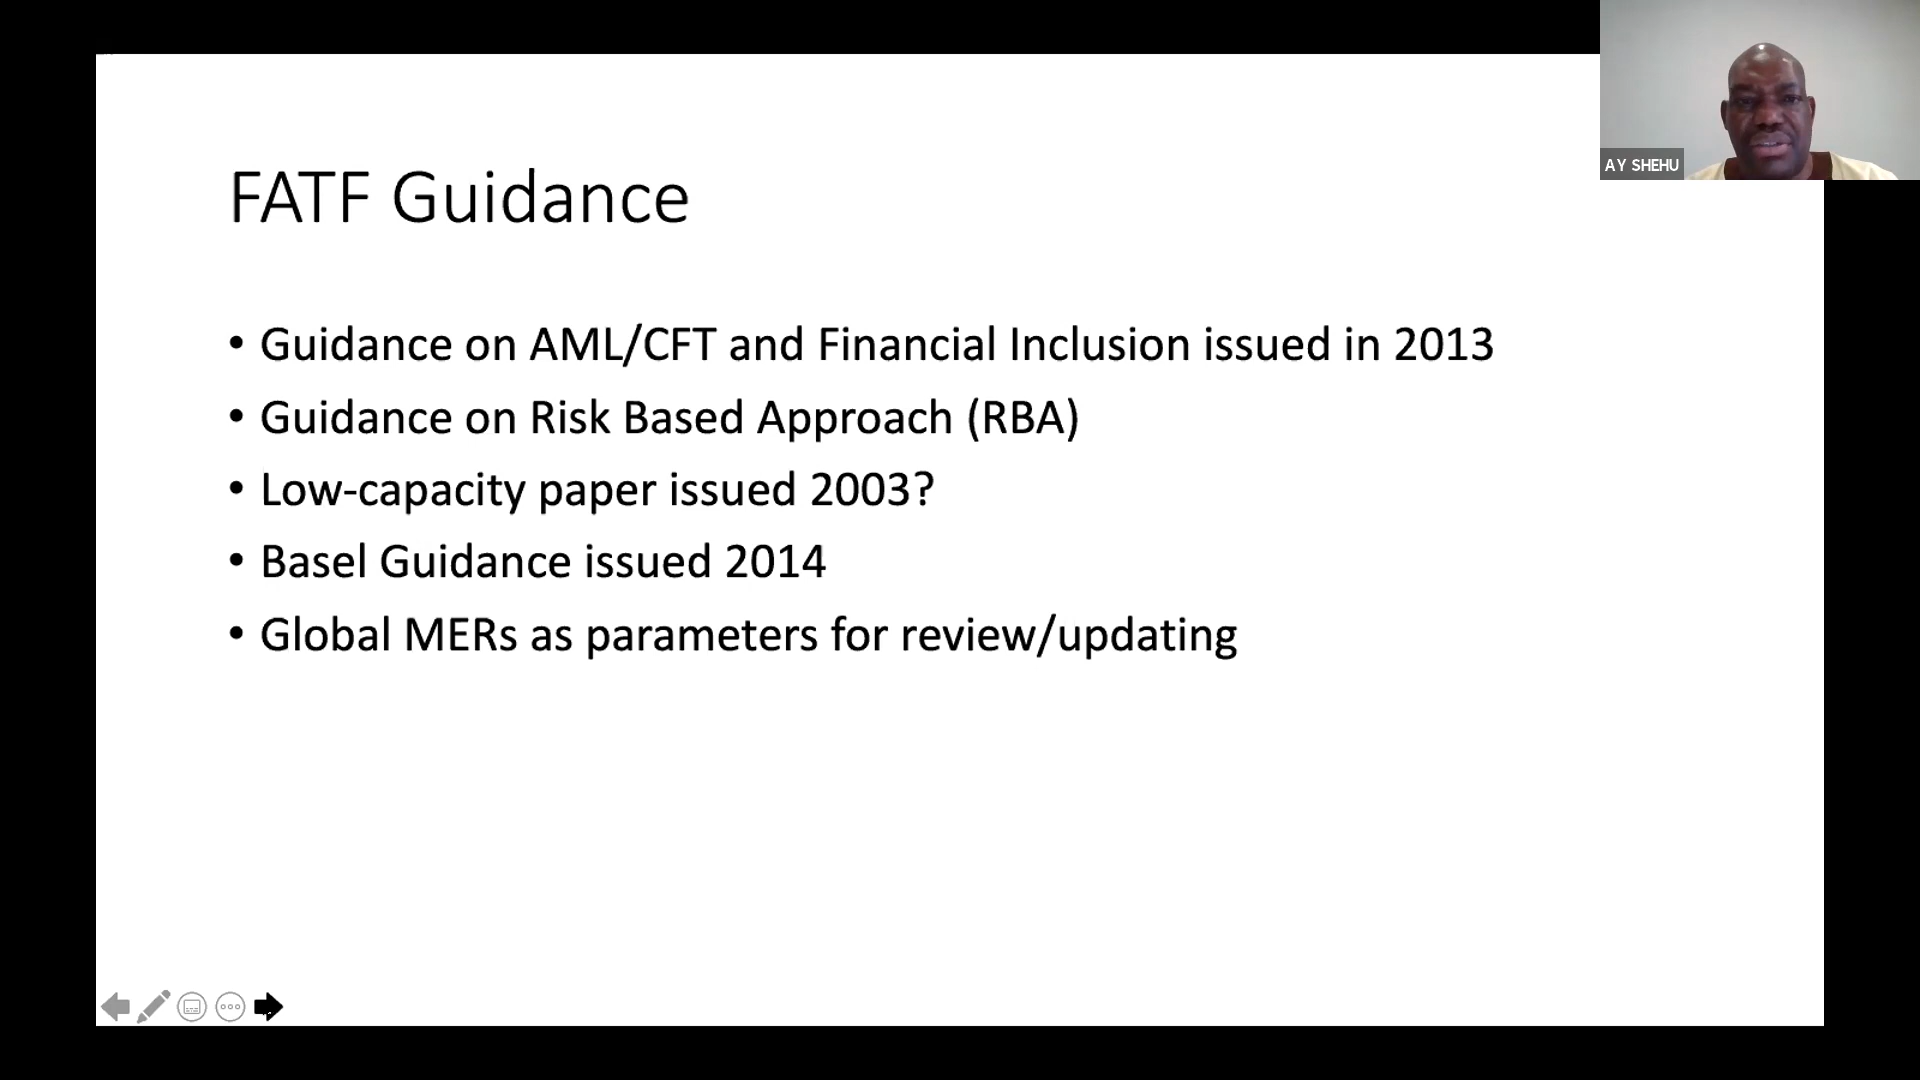 FATF Guidance
• Guidance on AML/CFT and Financial Inclusion issued in 2013
• Guidance on Risk Based Approach (RBA)
• Low-capacity paper issued 2003?
• Basel Guidance issued 2014
• Global MERs as parameters for review/updating
AY SHEHU